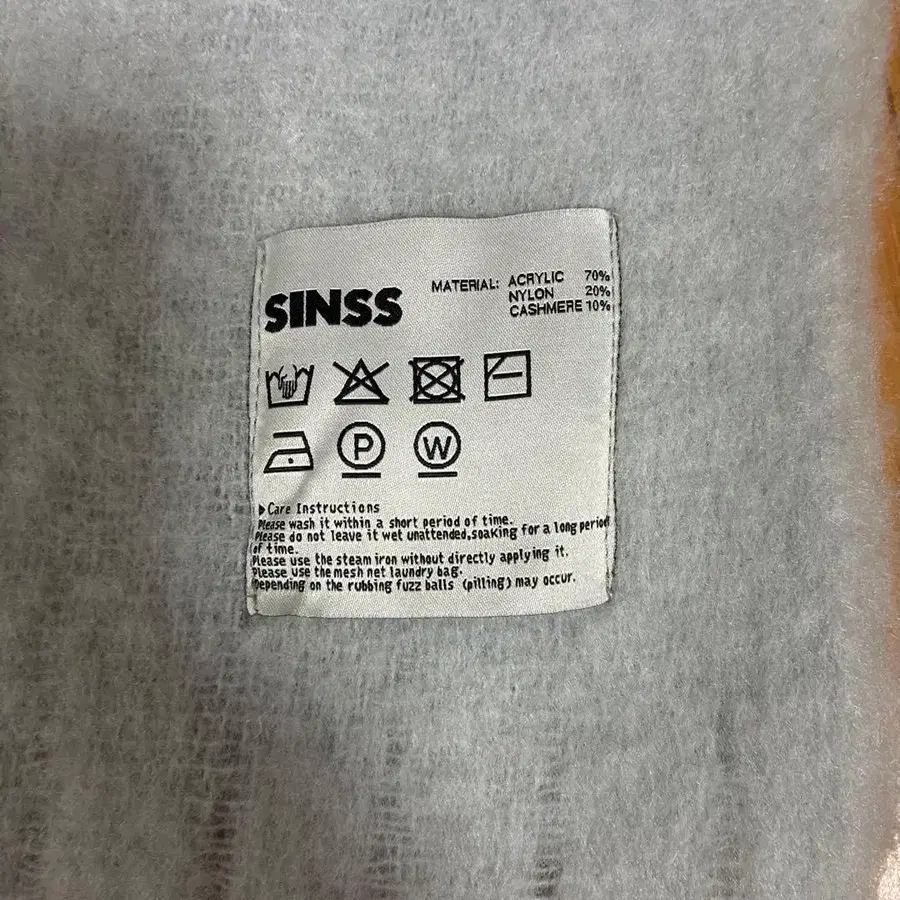 SINSS
MATERIAL: ACRYLIC 70%
NYLON 20%
CASHMERE 10%
P
W
▶Care Instructions
Please wash it within a short period of time.
Please do not leave it wet unattended,soaking for a long period
of time.
Please use the steam iron without directly applying it.
Please use the mesh net laundry bag.
Depending on the rubbing fuzz balls (pilling) may occur.